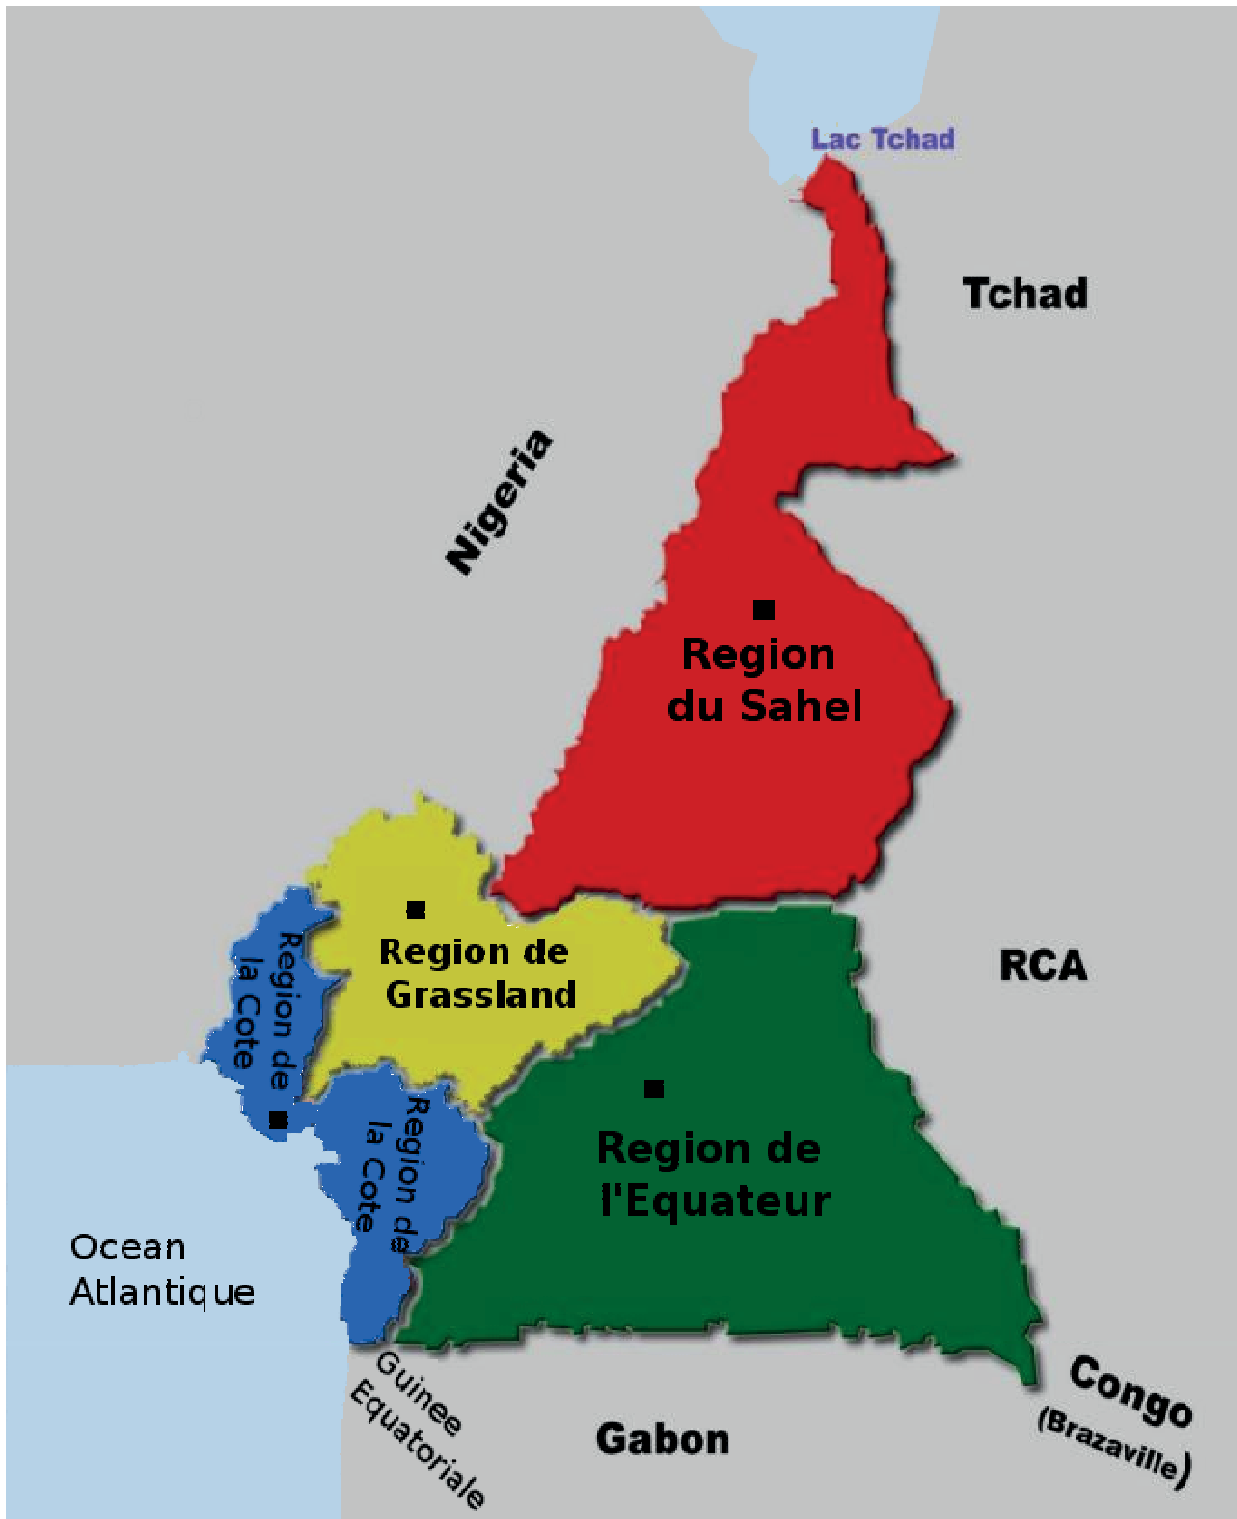 Lac Tchad
Tchad
Nigeria
Region
du Sahel
Region de
Grassland
RCA
Region de
la Cote
Region de
la Cote
Region de
l'Equateur
Ocean
Atlantique
Guinee
Equatoriale
Gabon
Congo
(Brazaville)